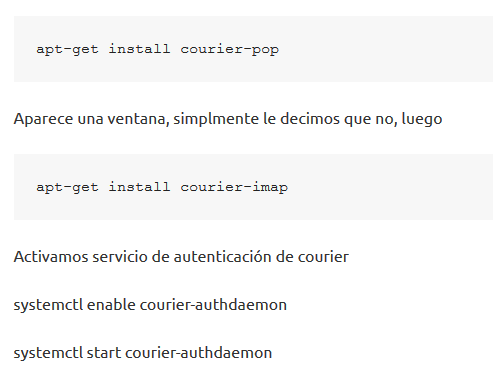 apt-get install courier-pop
Aparece una ventana, simplmente le decimos que no, luego
apt-get install courier-imap
Activamos servicio de autenticación de courier
systemctl enable courier-authdaemon
systemctl start courier-authdaemon